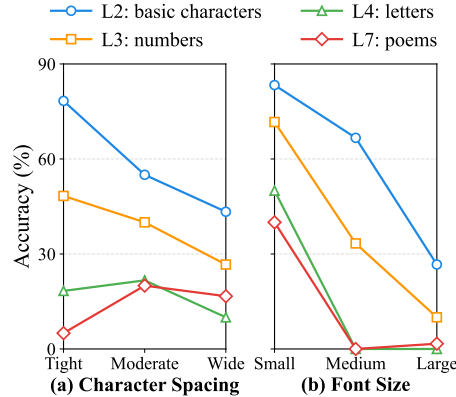 L2: basic characters
L4: letters
L3: numbers
L7: poems
Accuracy (%)
90
60
30
0
Tight Moderate Wide
Small Medium Large
(a) Character Spacing
(b) Font Size